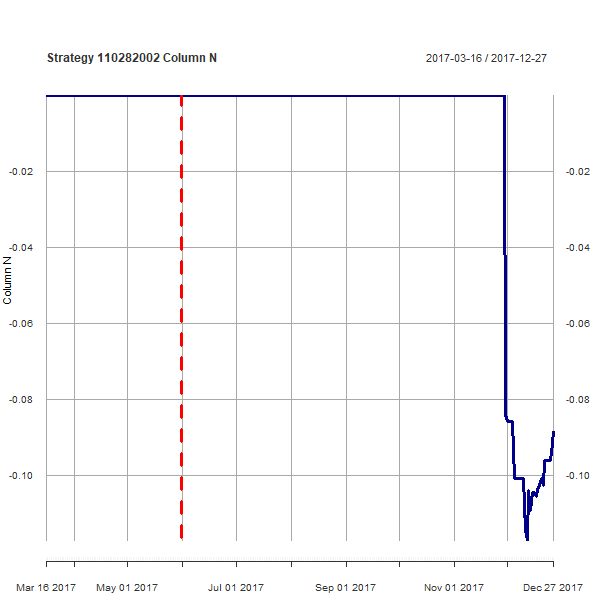 Strategy 110282002 Column N
2017-03-16 / 2017-12-27
-0.02
-0.04
-0.06
-0.08
-0.10
Column N
-0.02
-0.04
-0.06
-0.08
-0.10
Mar 16 2017
May 01 2017
Jul 01 2017
Sep 01 2017
Nov 01 2017
Dec 27 2017